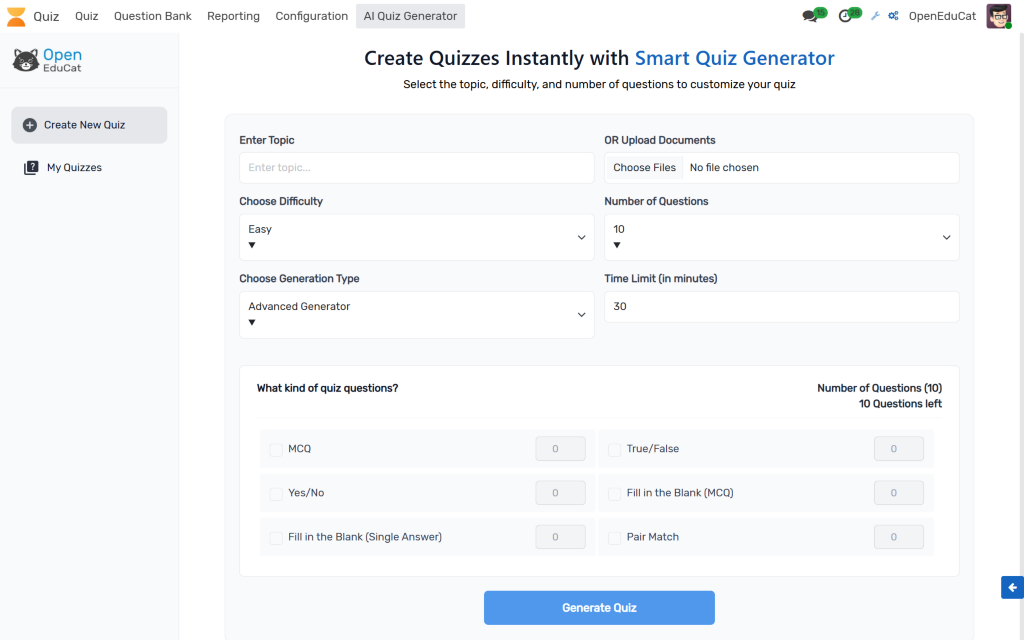 Quiz Quiz Question Bank Reporting Configuration AI Quiz Generator 15 28 OpenEduCat
Open
EduCat
Create New Quiz
My Quizzes
Create Quizzes Instantly with Smart Quiz Generator
Select the topic, difficulty, and number of questions to customize your quiz
Enter Topic OR Upload Documents
Enter topic... Choose Files No file chosen
Choose Difficulty Number of Questions
Easy 10
▼ ▼
Choose Generation Type Time Limit (in minutes)
Advanced Generator 30
▼
What kind of quiz questions? Number of Questions (10)
10 Questions left
MCQ 0 True/False 0
Yes/No 0 Fill in the Blank (MCQ) 0
Fill in the Blank (Single Answer) 0 Pair Match 0
Generate Quiz